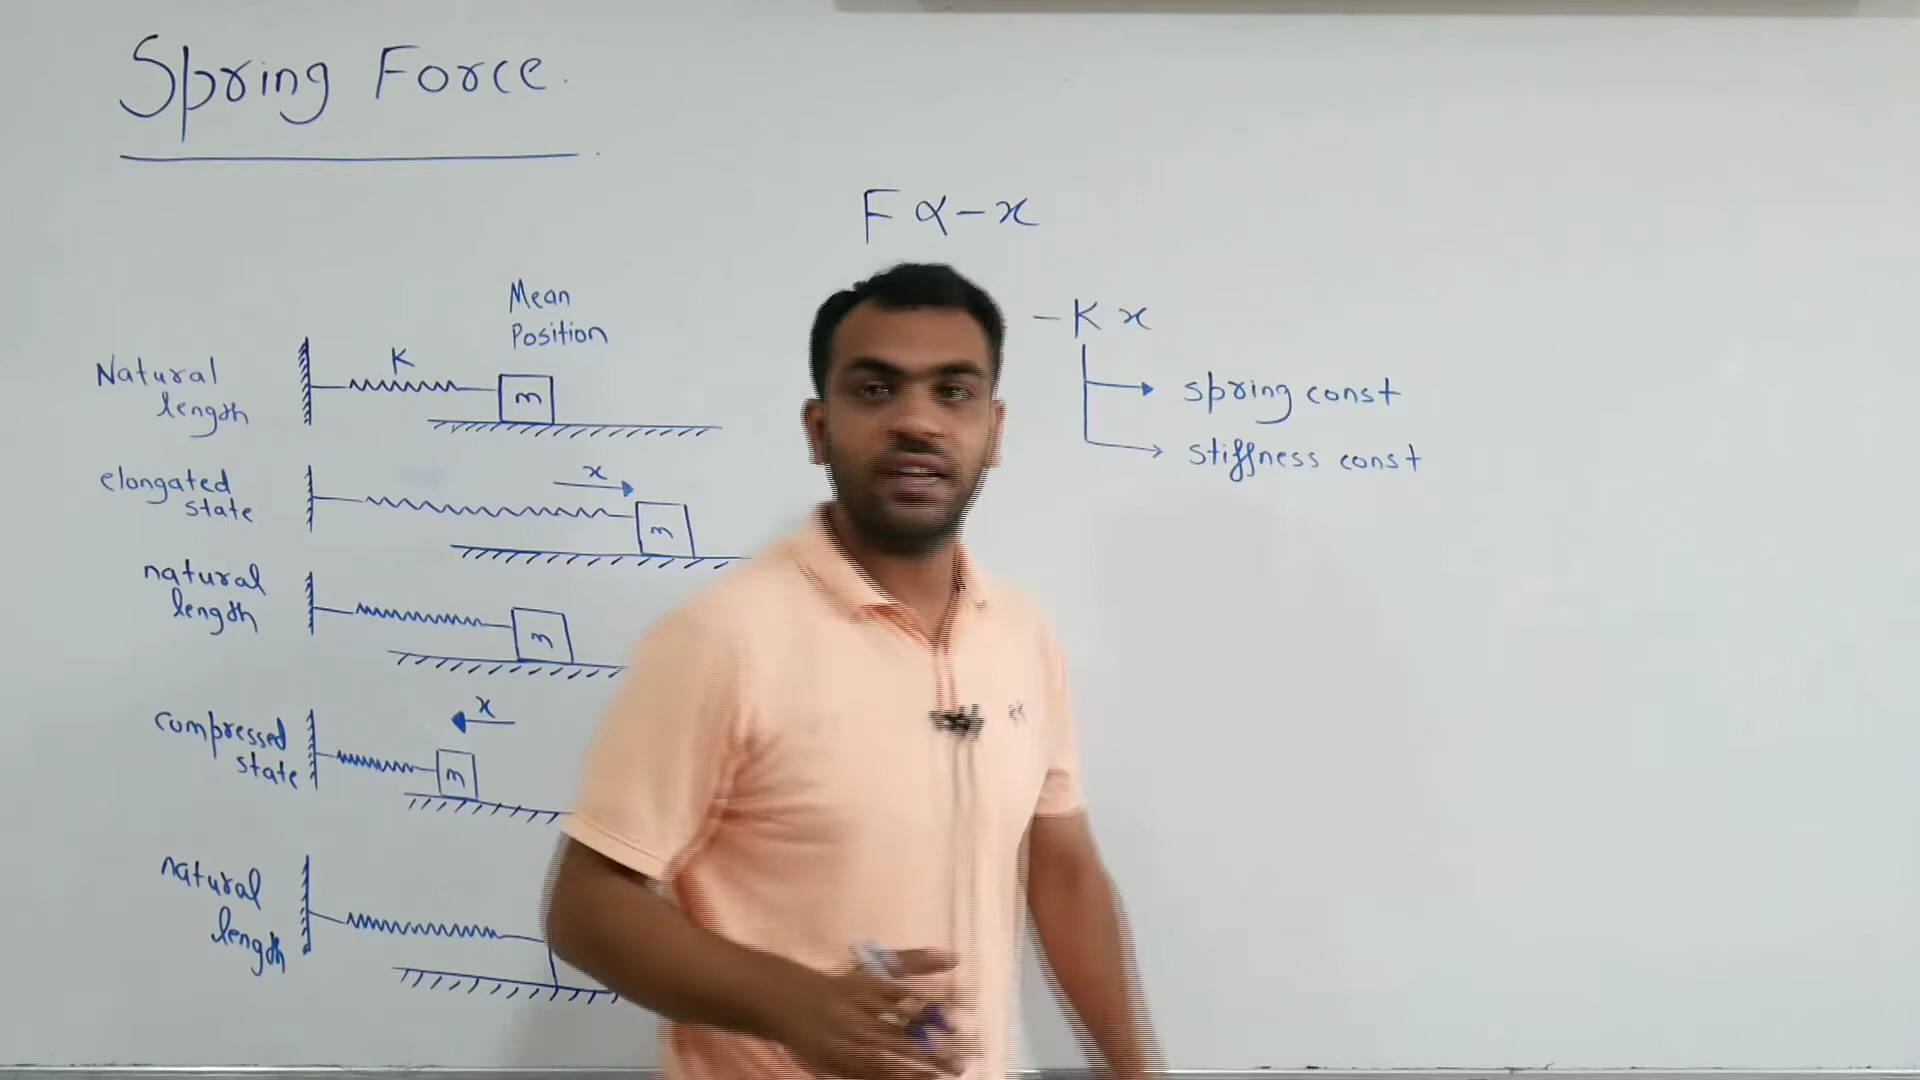 Spring Force.
F α - x
- K x
spring const
stiffness const
Mean
Position
Natural
length
K
m
elongated
state
x
m
natural
length
m
compressed
state
x
m
natural
length